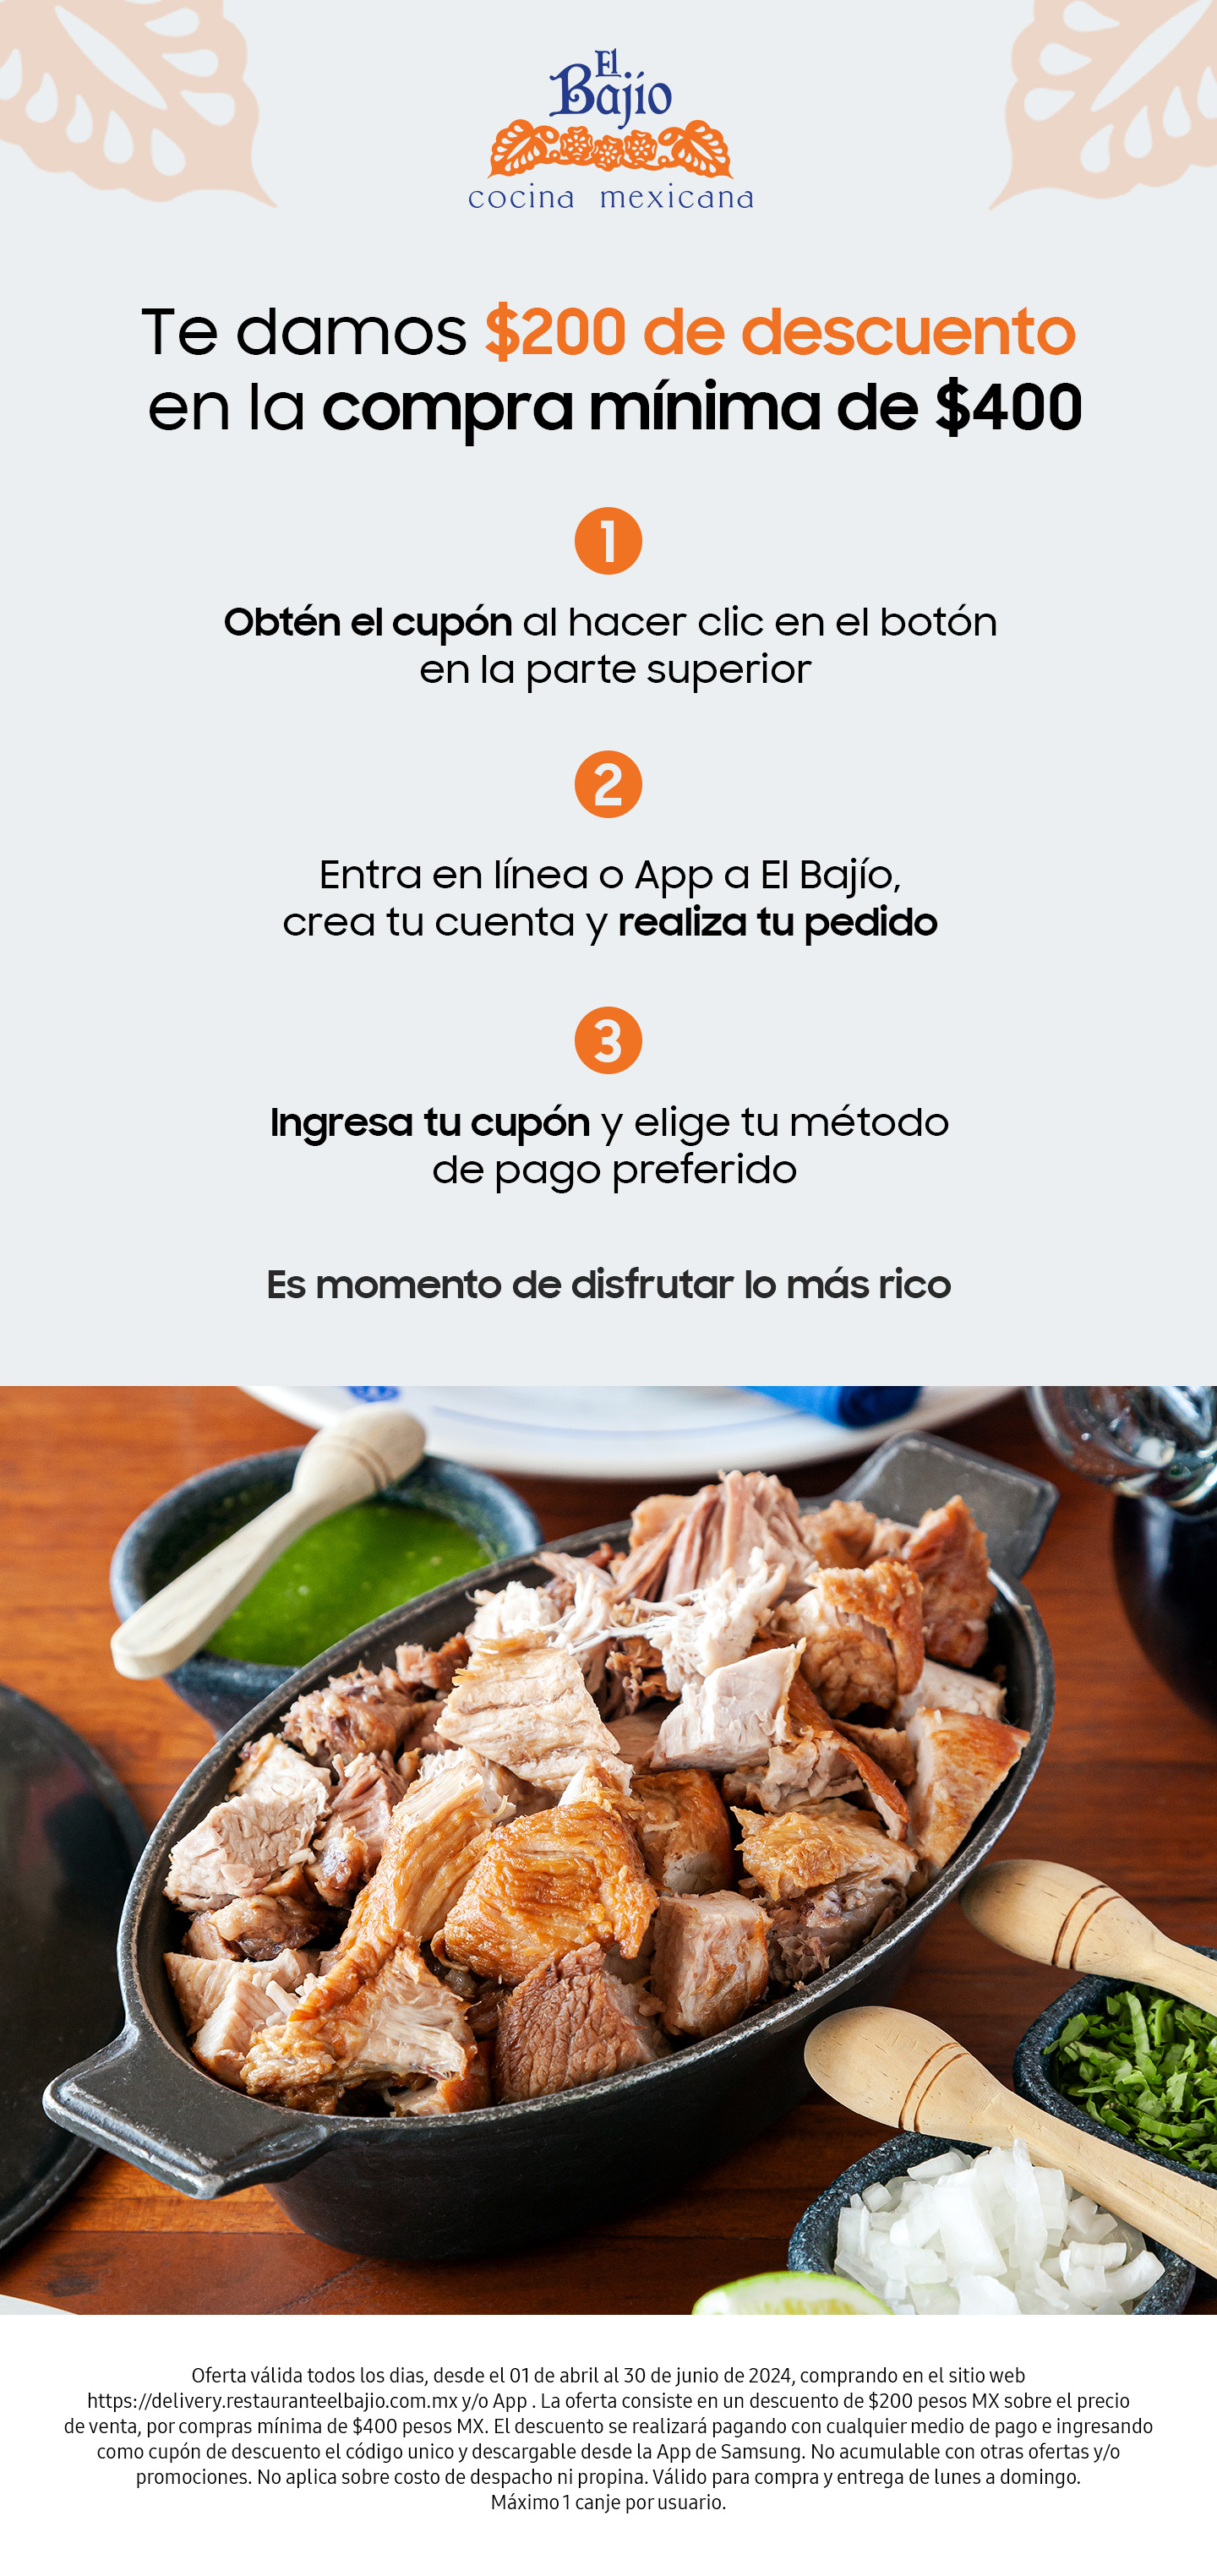 El
Bajío
cocina mexicana
Te damos $200 de descuento
en la compra mínima de $400
1
Obtén el cupón al hacer clic en el botón
en la parte superior
2
Entra en línea o App a El Bajío,
crea tu cuenta y realiza tu pedido
3
Ingresa tu cupón y elige tu método
de pago preferido
Es momento de disfrutar lo más rico
Oferta válida todos los dias, desde el 01 de abril al 30 de junio de 2024, comprando en el sitio web
https://delivery.restauranteelbajio.com.mx y/o App . La oferta consiste en un descuento de $200 pesos MX sobre el precio
de venta, por compras mínima de $400 pesos MX. El descuento se realizará pagando con cualquier medio de pago e ingresando
como cupón de descuento el código unico y descargable desde la App de Samsung. No acumulable con otras ofertas y/o
promociones. No aplica sobre costo de despacho ni propina. Válido para compra y entrega de lunes a domingo.
Máximo 1 canje por usuario.